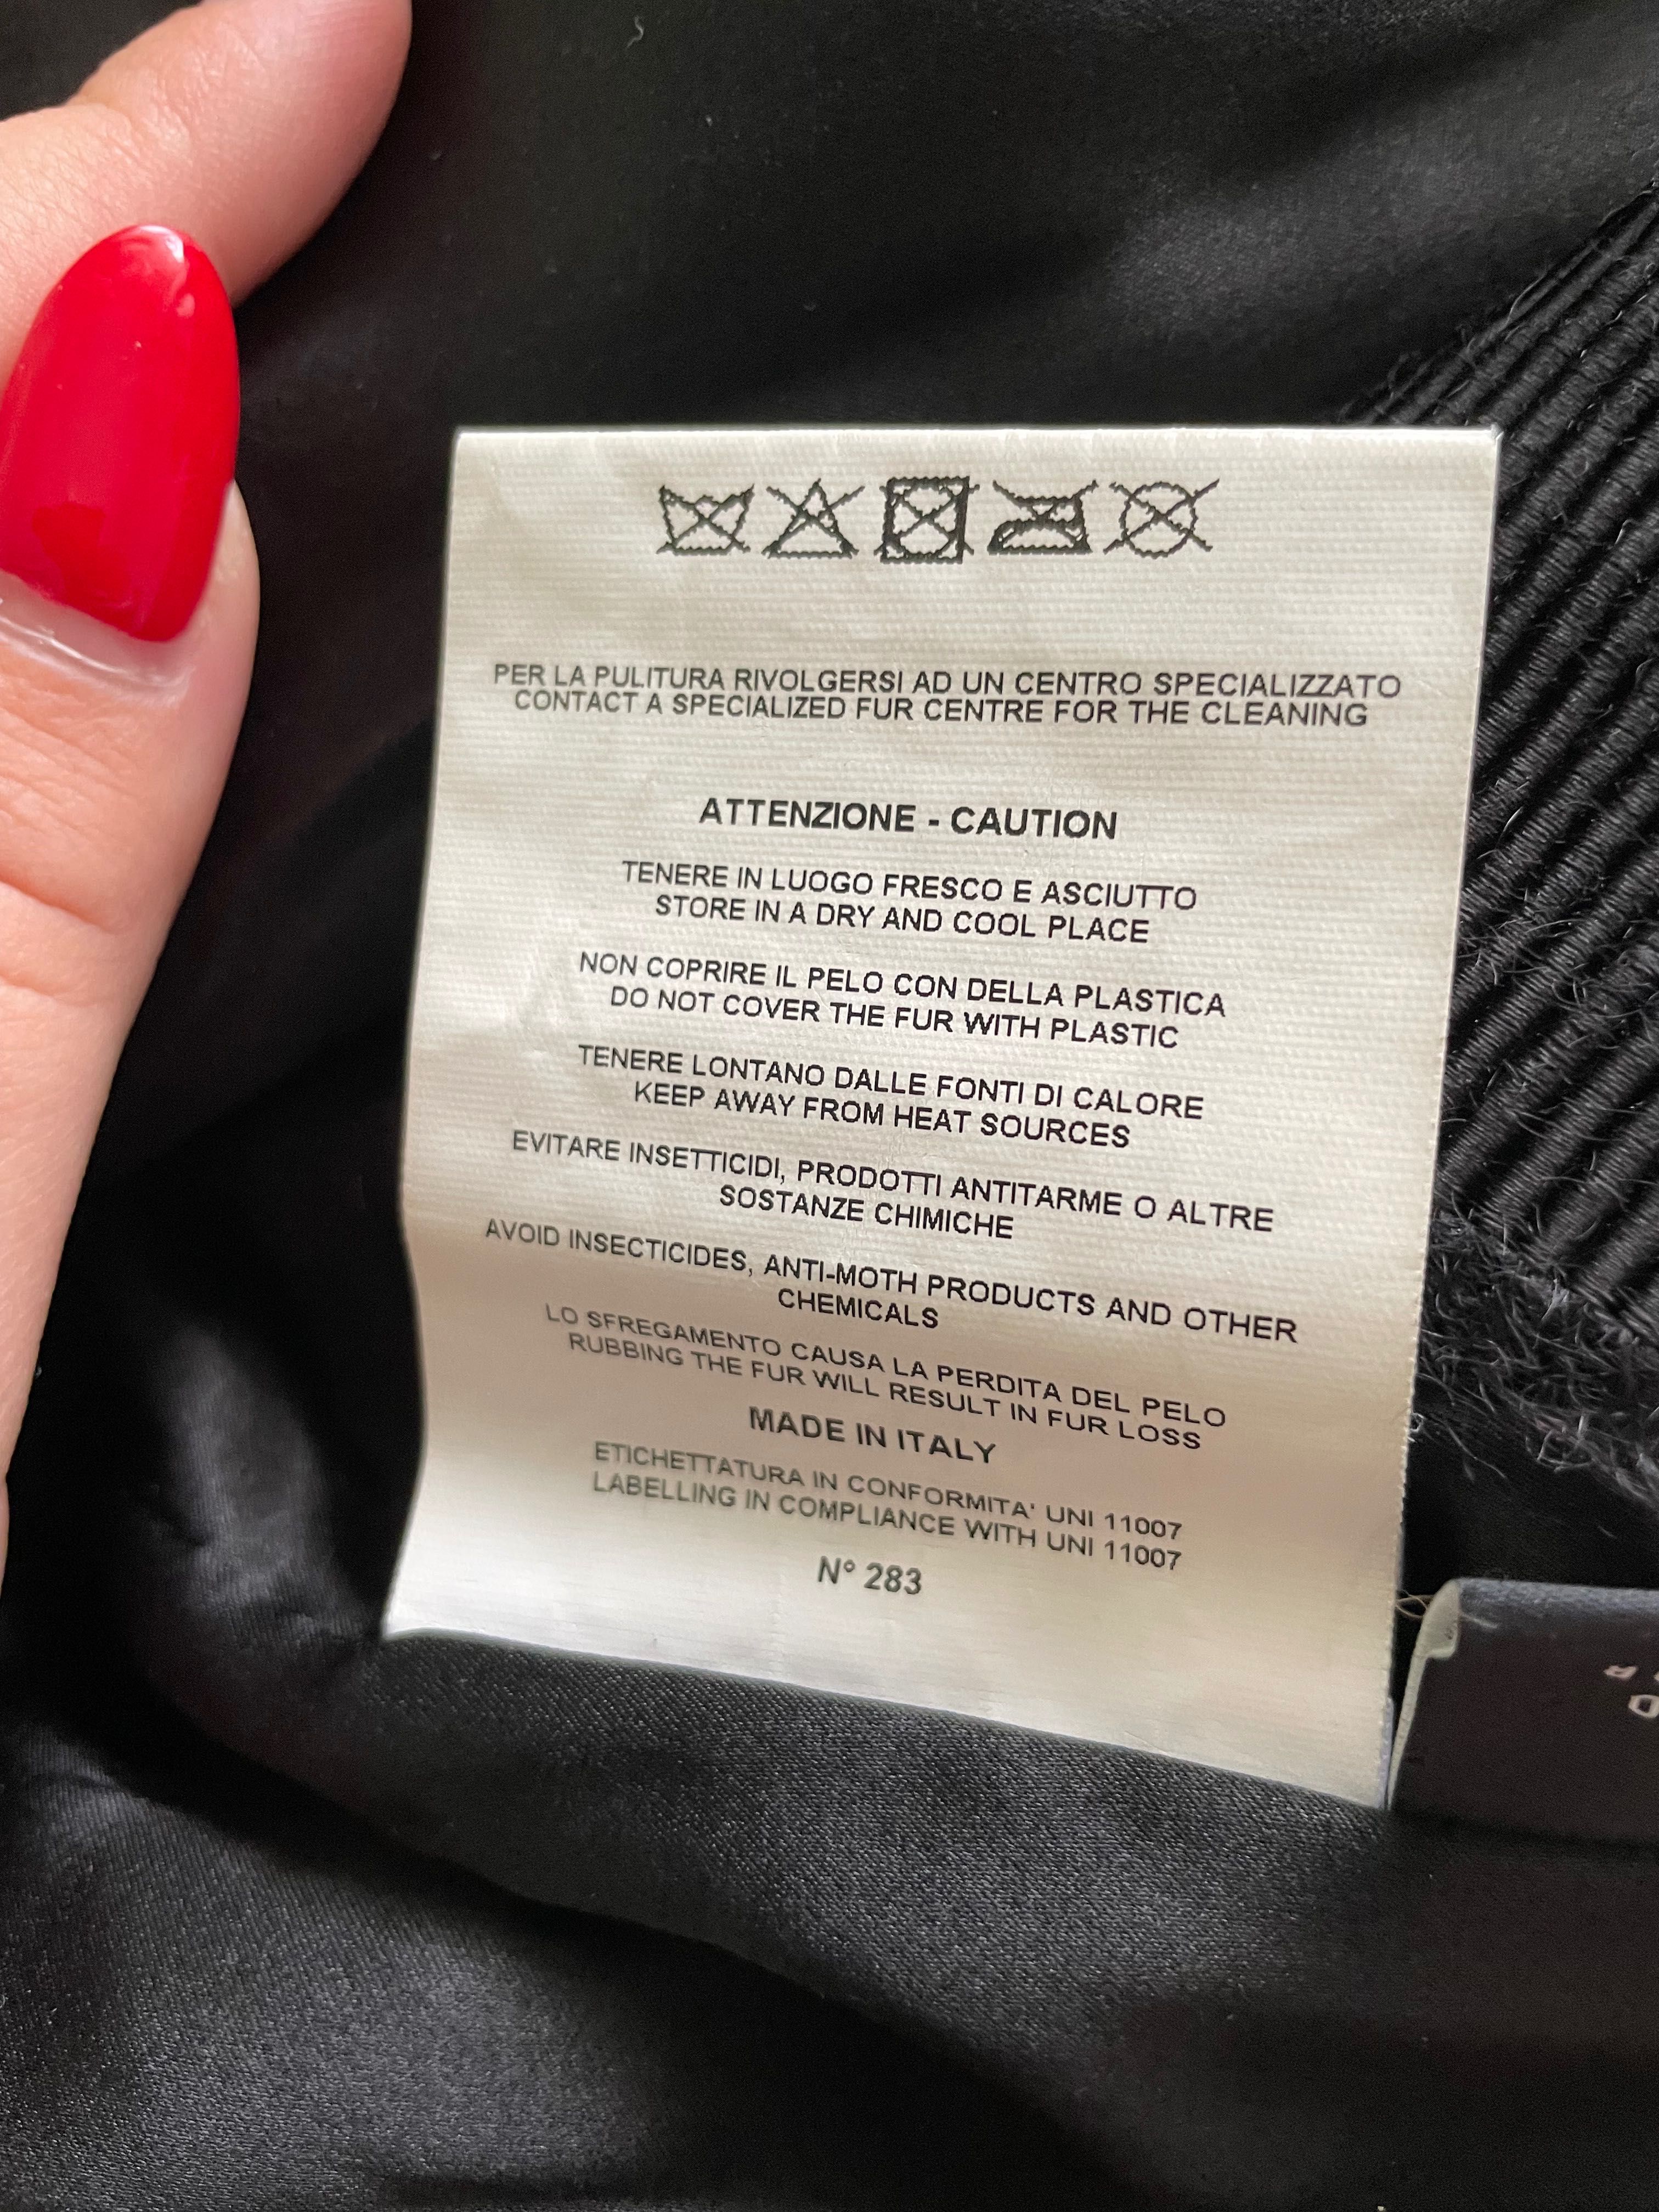 PER LA PULITURA RIVOLGERSI AD UN CENTRO SPECIALIZZATO
CONTACT A SPECIALIZED FUR CENTRE FOR THE CLEANING
ATTENZIONE - CAUTION
TENERE IN LUOGO FRESCO E ASCIUTTO
STORE IN A DRY AND COOL PLACE
NON COPRIRE IL PELO CON DELLA PLASTICA
DO NOT COVER THE FUR WITH PLASTIC
TENERE LONTANO DALLE FONTI DI CALORE
KEEP AWAY FROM HEAT SOURCES
EVITARE INSETTICIDI, PRODOTTI ANTITARME O ALTRE
SOSTANZE CHIMICHE
AVOID INSECTICIDES, ANTI-MOTH PRODUCTS AND OTHER
CHEMICALS
LO SFREGAMENTO CAUSA LA PERDITA DEL PELO
RUBBING THE FUR WILL RESULT IN FUR LOSS
MADE IN ITALY
ETICHETTATURA IN CONFORMITA' UNI 11007
LABELLING IN COMPLIANCE WITH UNI 11007
N° 283